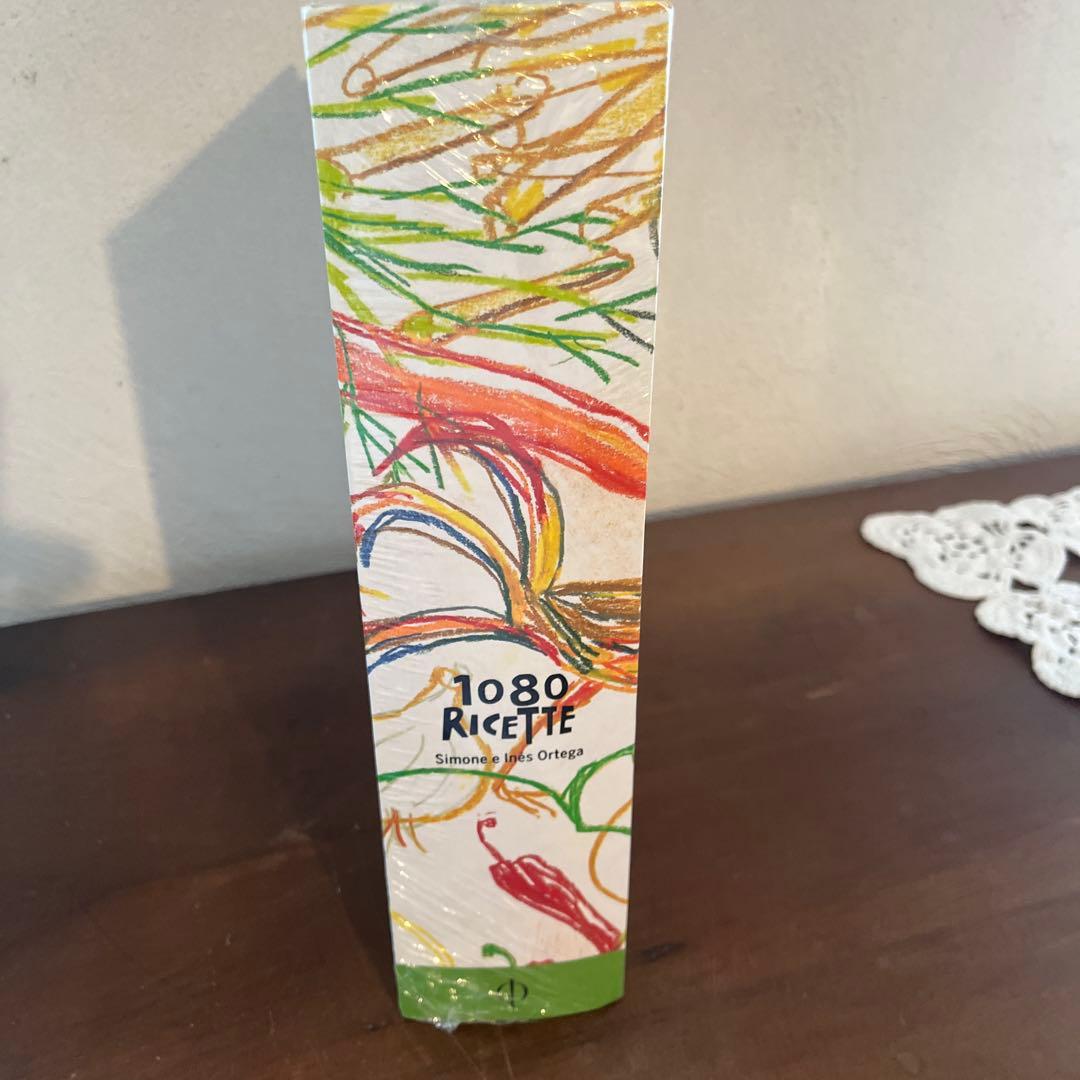 1080
RICETTE
Simone e Inés Ortega